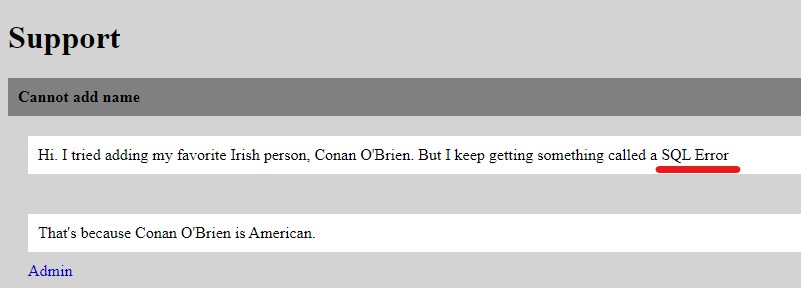 Support
Cannot add name
Hi. I tried adding my favorite Irish person, Conan O'Brien. But I keep getting something called a SQL Error
That's because Conan O'Brien is American.
Admin